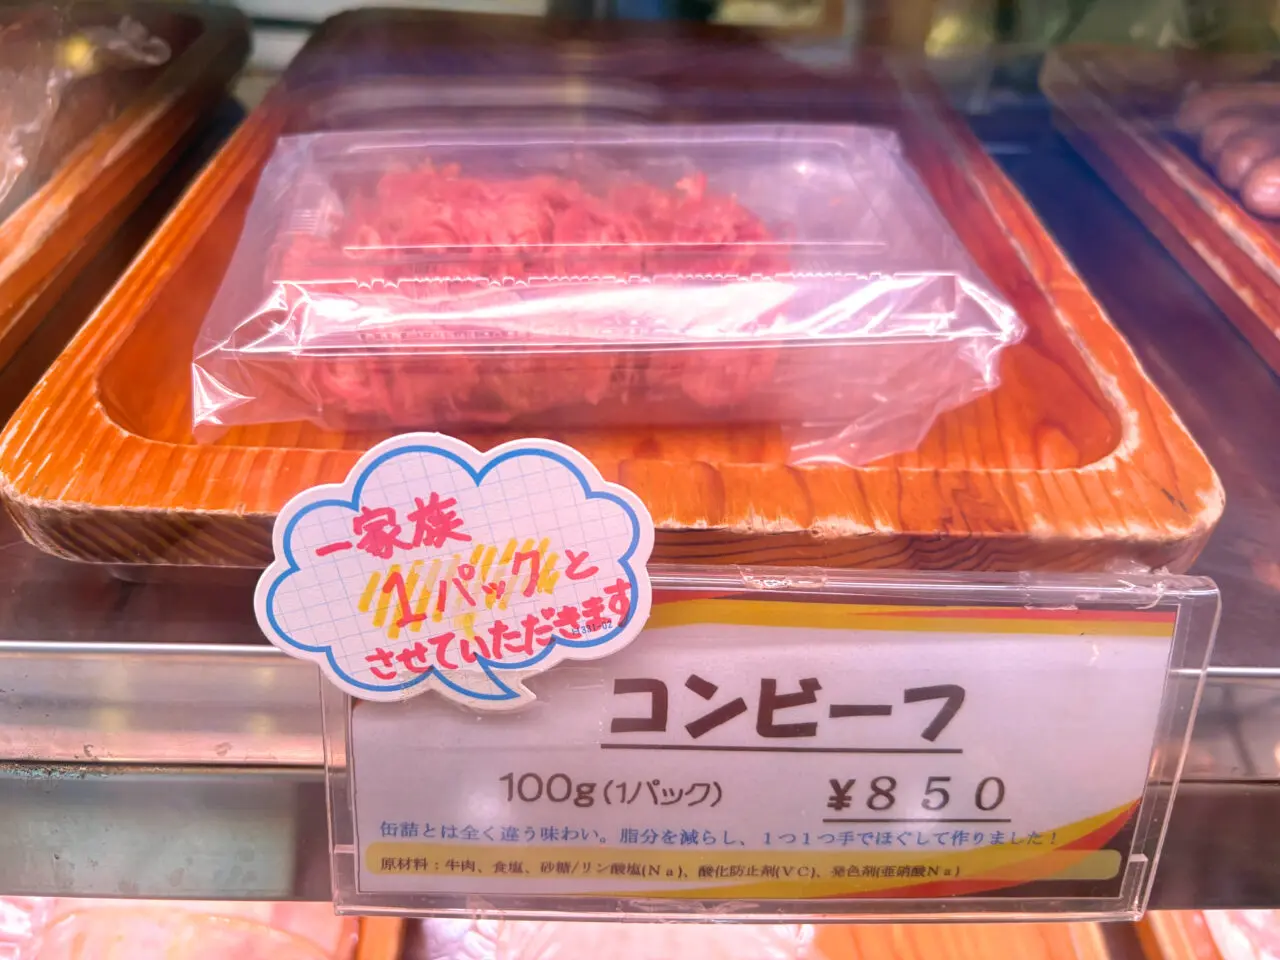 一家族
1パックと
させていただきます
コンビーフ
100g(1パック)
¥850
缶詰とは全く違う味わい。脂分を減らし、1つ1つ手でほぐして作りました!
原材料:牛肉、食塩、砂糖/リン酸塩(Na)、酸化防止剤(VC)、発色剤(亜硝酸Na)